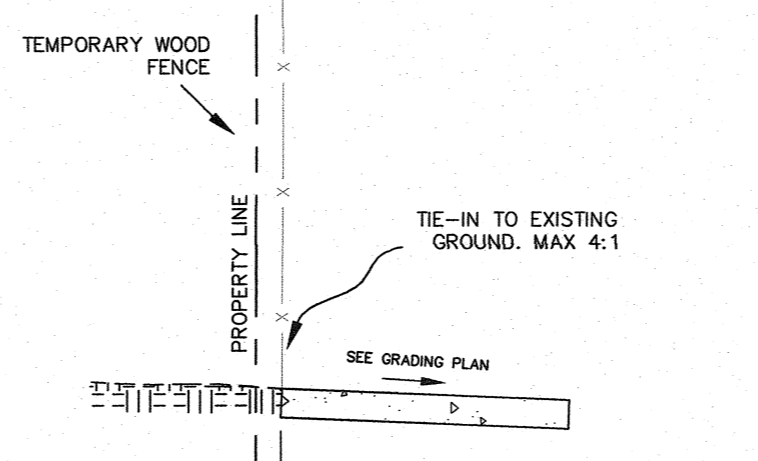 TEMPORARY WOOD
FENCE
PROPERTY LINE
TIE-IN TO EXISTING
GROUND. MAX 4:1
SEE GRADING PLAN